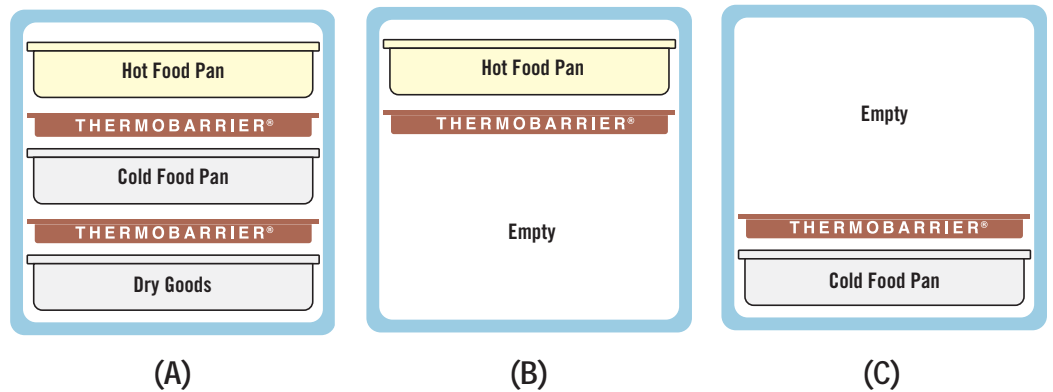 Hot Food Pan
THERMOBARRIER®
Cold Food Pan
THERMOBARRIER®
Dry Goods
(A)
Hot Food Pan
THERMOBARRIER®
Empty
(B)
Empty
THERMOBARRIER®
Cold Food Pan
(C)